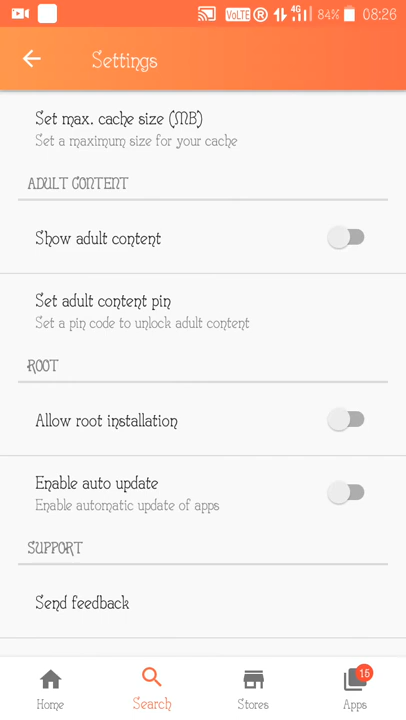 VoLTE R 4G 84% 08:26
Settings
Set max. cache size (MB)
Set a maximum size for your cache
ADULT CONTENT
Show adult content
Set adult content pin
Set a pin code to unlock adult content
ROOT
Allow root installation
Enable auto update
Enable automatic update of apps
SUPPORT
Send feedback
15
Home Search Stores Apps